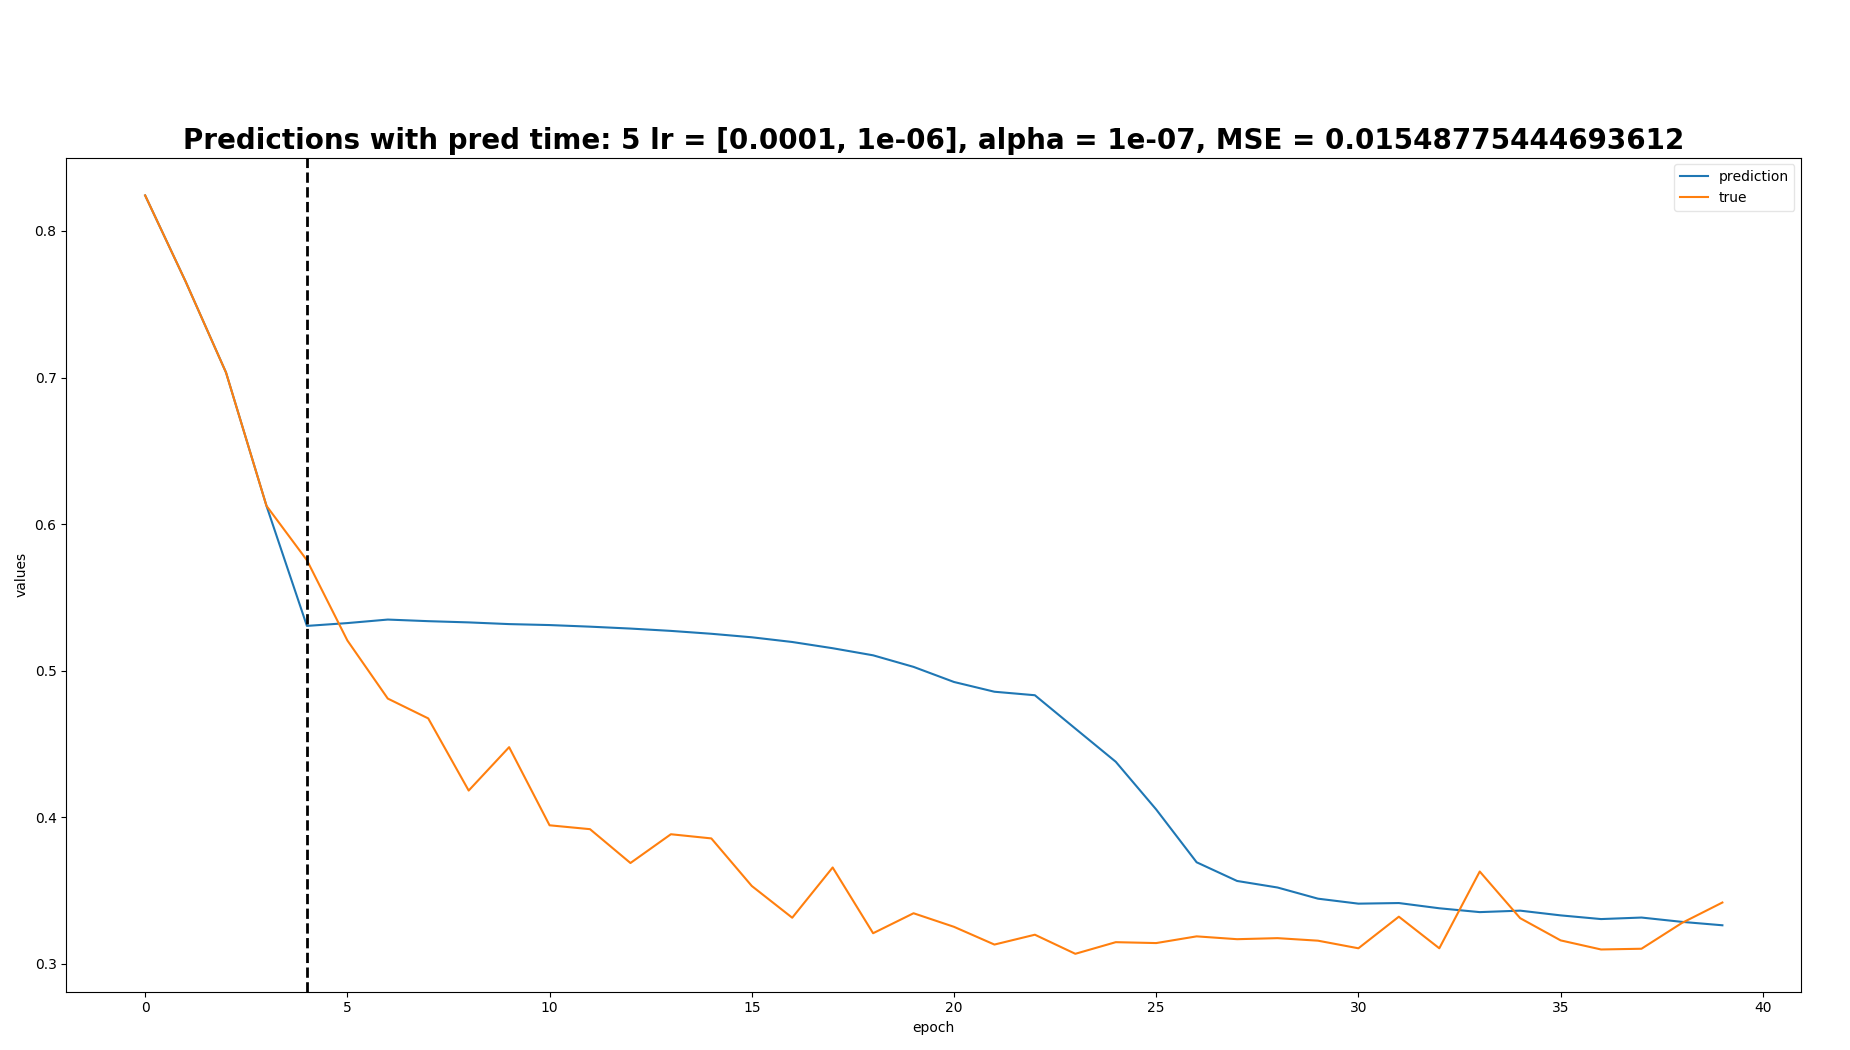 Predictions with pred time: 5 lr = [0.0001, 1e-06], alpha = 1e-07, MSE = 0.01548775444693612
prediction
true
0.8
0.7
0.6
0.5
0.4
0.3
values
0 5 10 15 20 25 30 35 40
epoch